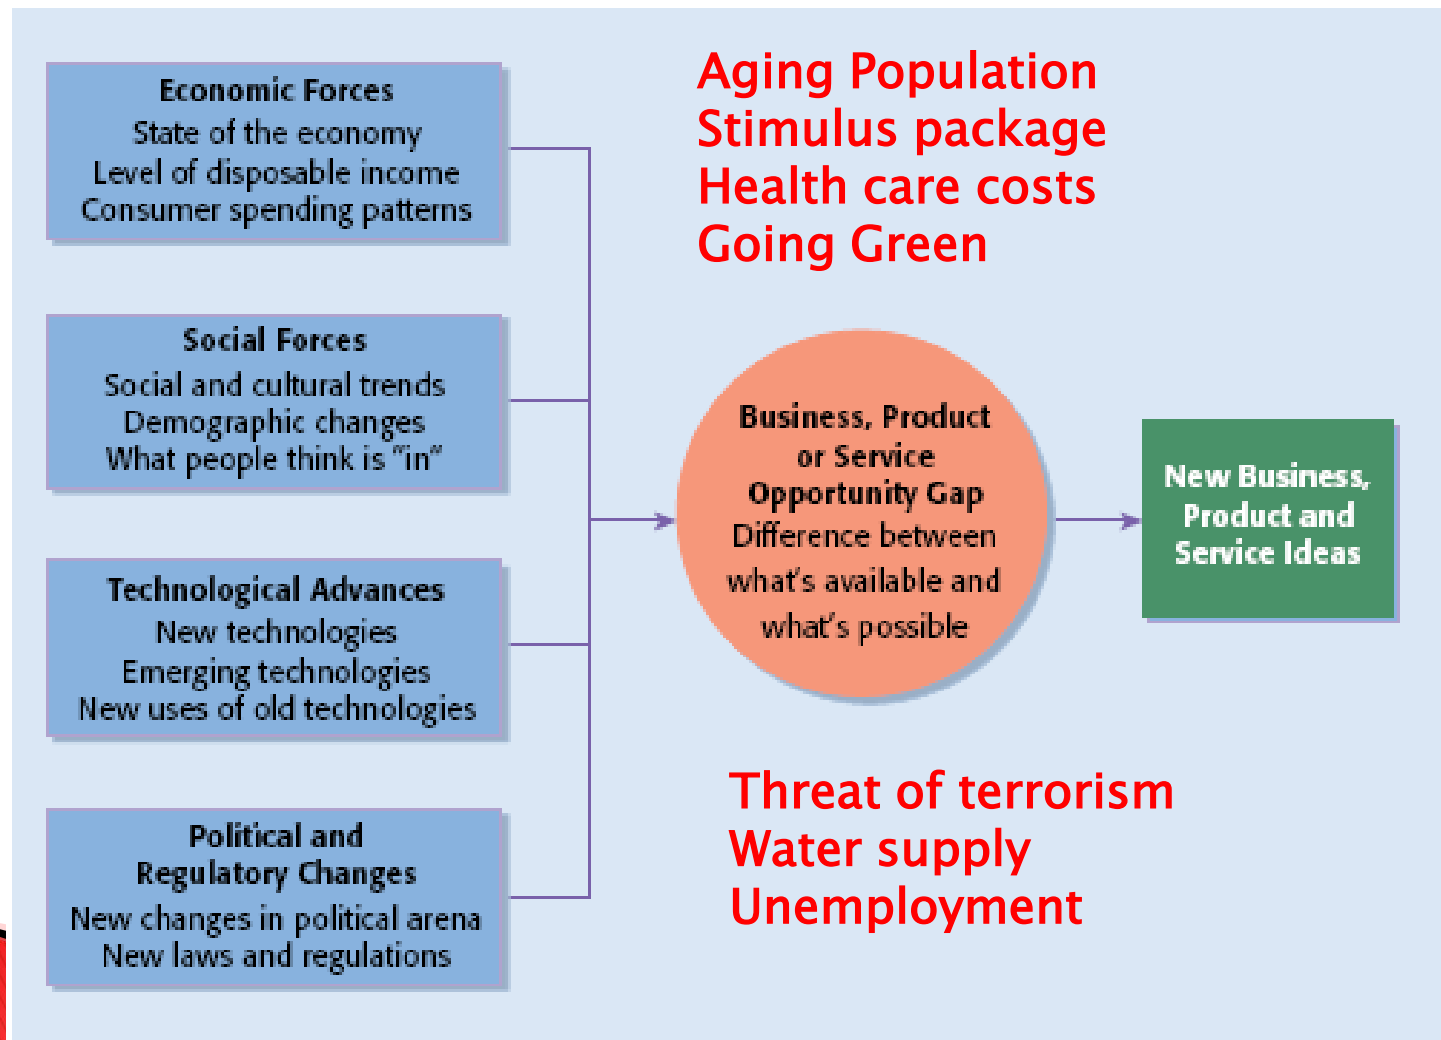 Economic Forces
State of the economy
Level of disposable income
Consumer spending patterns
Social Forces
Social and cultural trends
Demographic changes
What people think is “in”
Technological Advances
New technologies
Emerging technologies
New uses of old technologies
Political and
Regulatory Changes
New changes in political arena
New laws and regulations
Aging Population
Stimulus package
Health care costs
Going Green
Business, Product
or Service
Opportunity Gap
Difference between
what’s available and
what’s possible
Threat of terrorism
Water supply
Unemployment
New Business,
Product and
Service Ideas